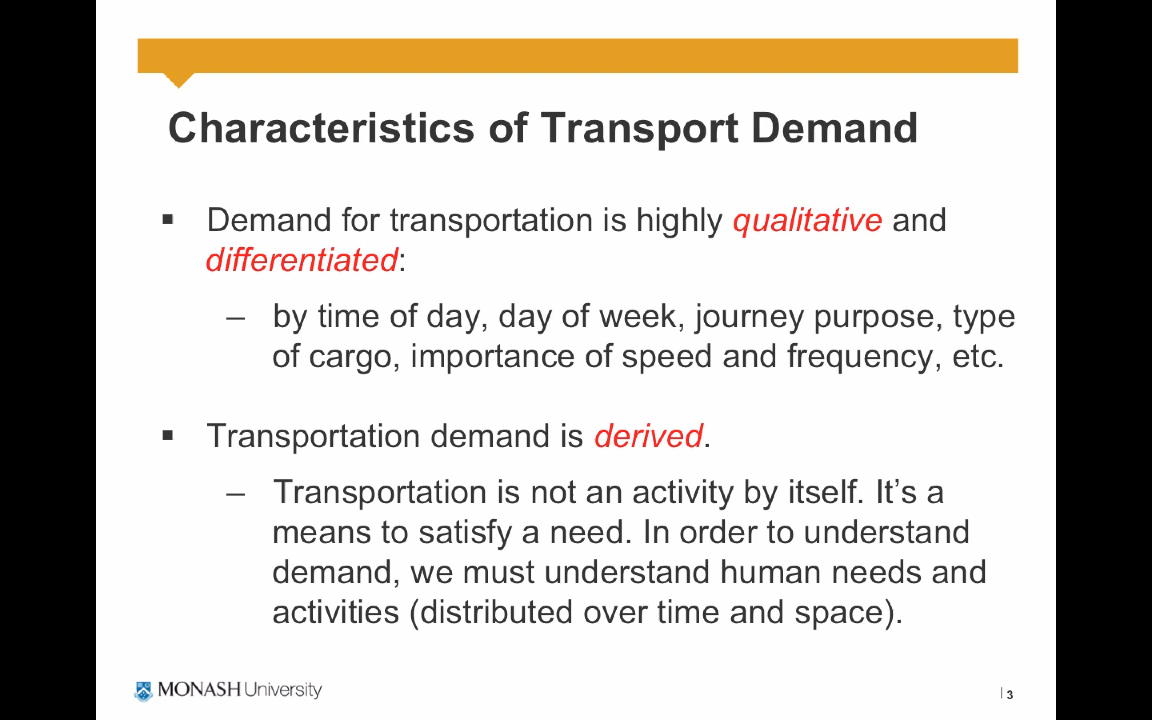 Characteristics of Transport Demand
▪ Demand for transportation is highly qualitative and
differentiated:
– by time of day, day of week, journey purpose, type
of cargo, importance of speed and frequency, etc.
▪ Transportation demand is derived.
– Transportation is not an activity by itself. It’s a
means to satisfy a need. In order to understand
demand, we must understand human needs and
activities (distributed over time and space).
MONASH University
| 3